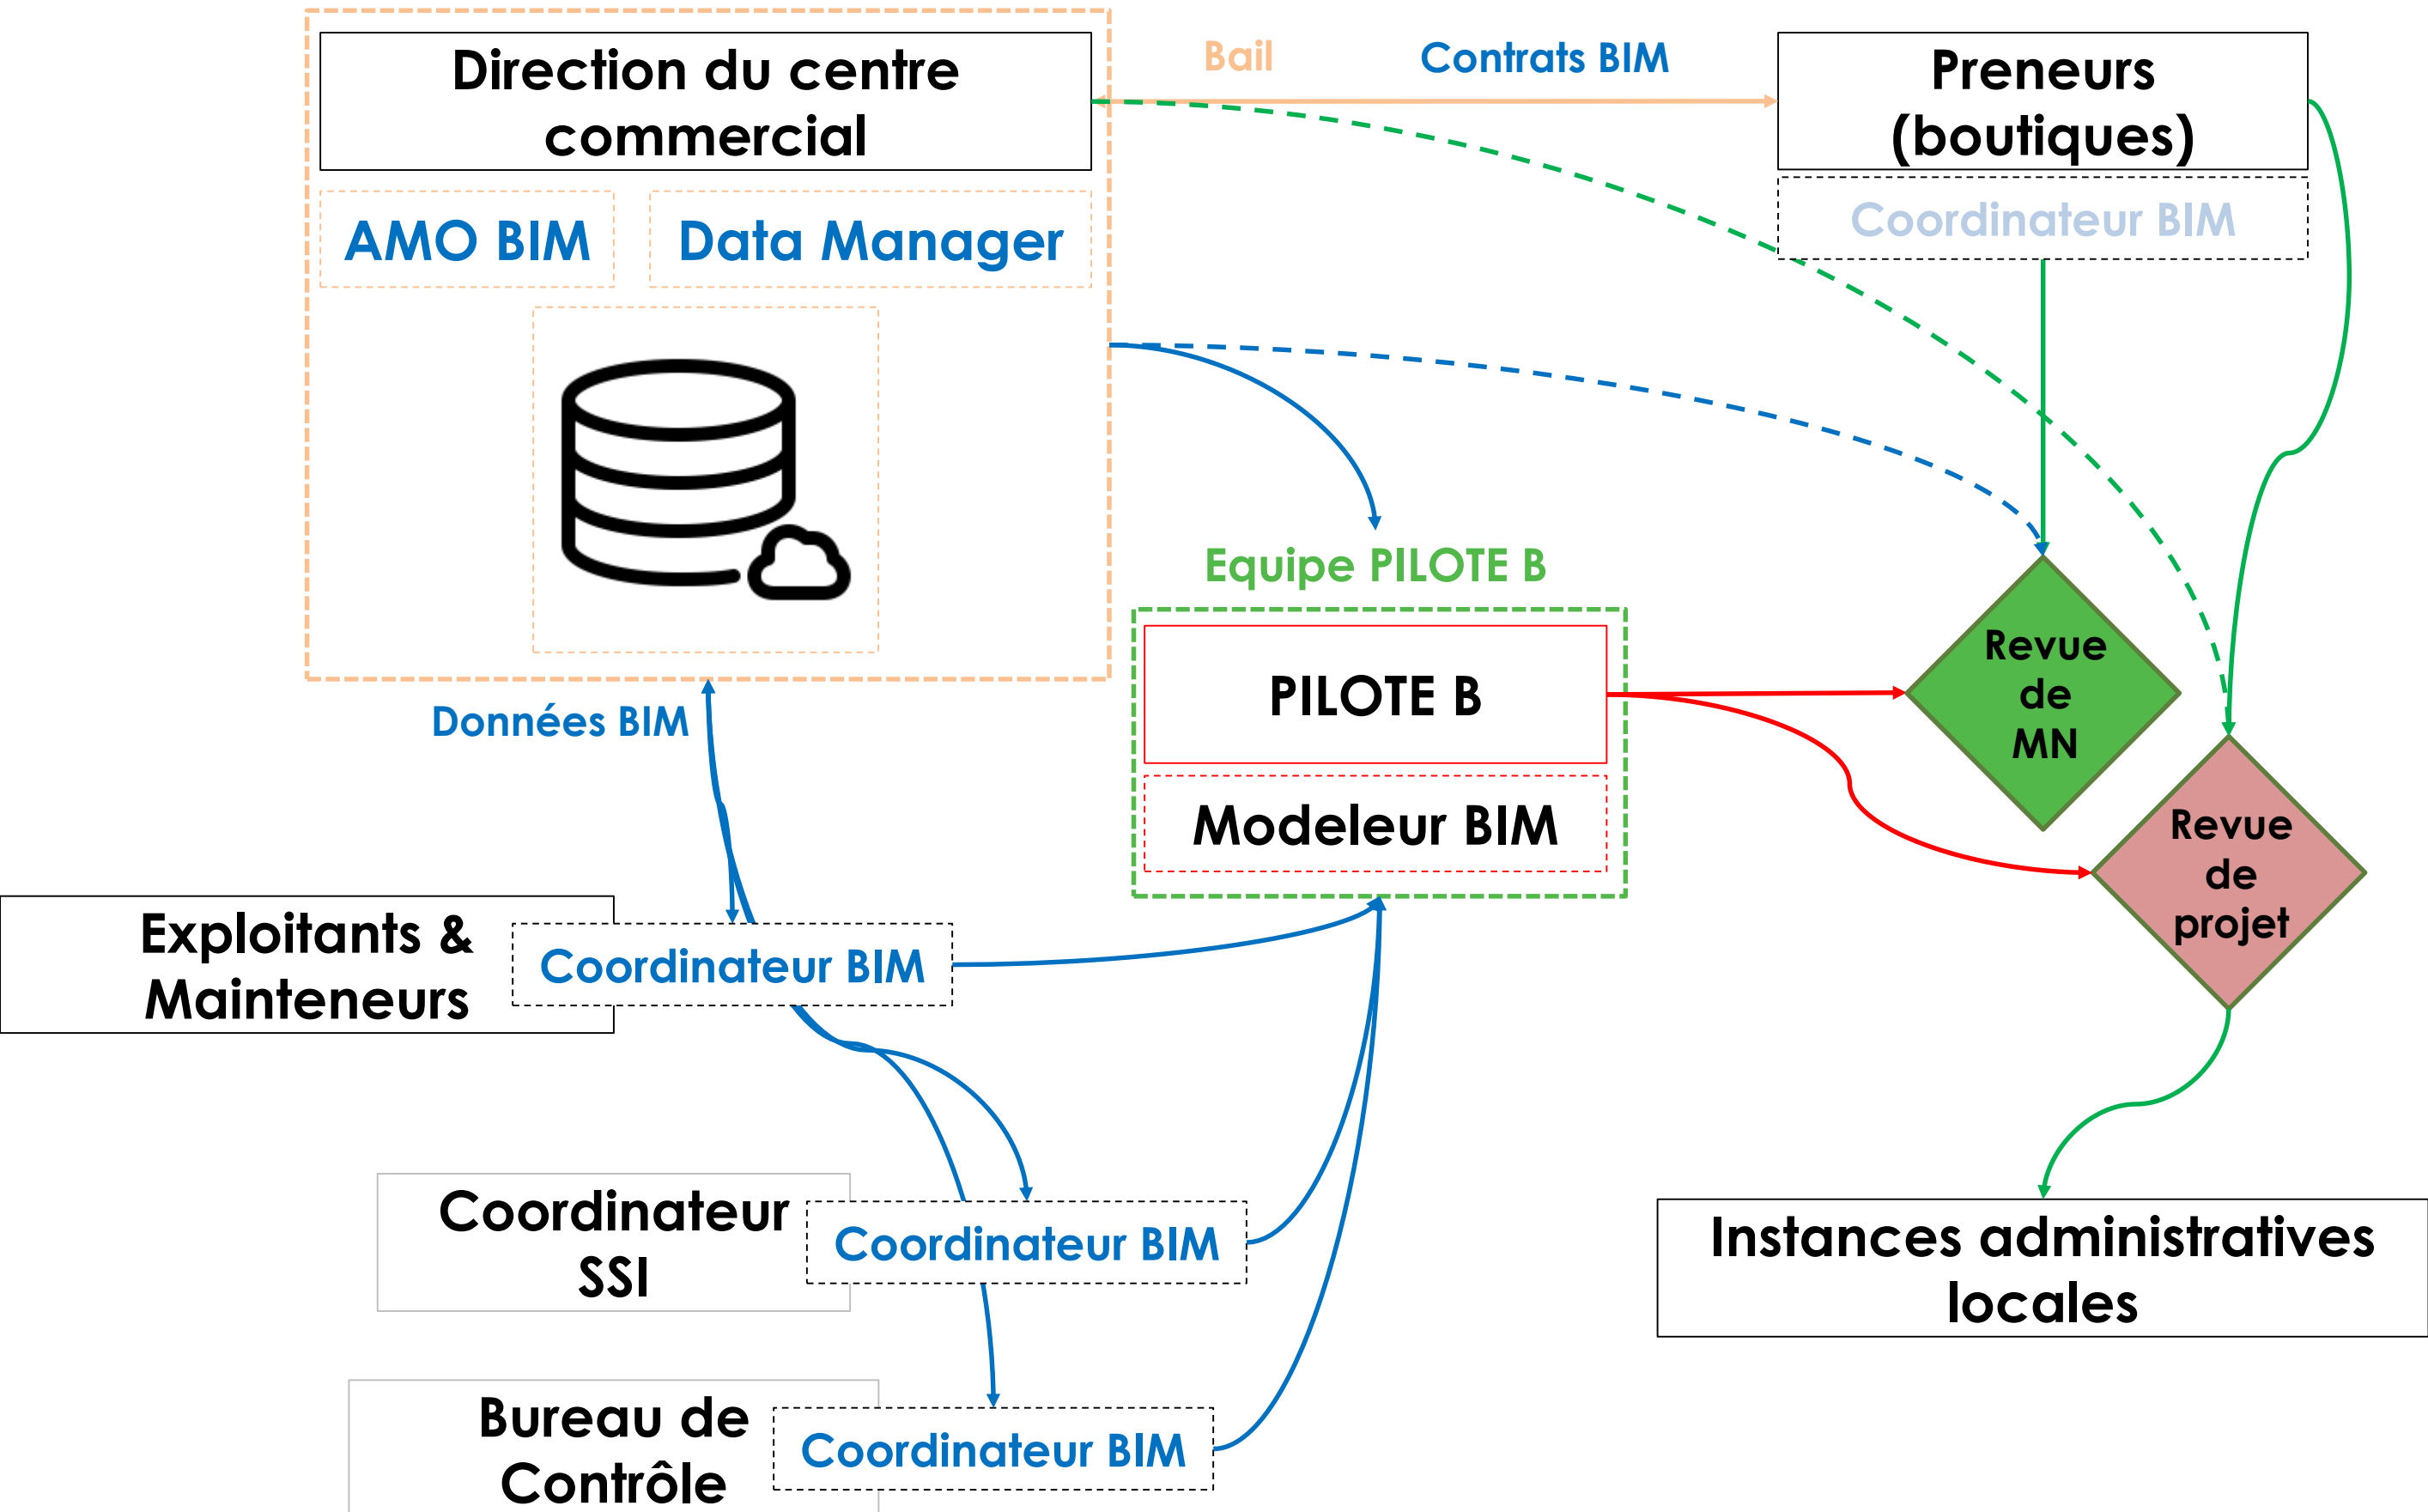 Direction du centre
commercial
Bail
Contrats BIM
Preneurs
(boutiques)
Coordinateur BIM
AMO BIM
Data Manager
Equipe PILOTE B
PILOTE B
Modeleur BIM
Revue
de
MN
Revue
de
projet
Données BIM
Exploitants &
Mainteneurs
Coordinateur BIM
Coordinateur
SSI
Coordinateur BIM
Instances administratives
locales
Bureau de
Contrôle
Coordinateur BIM